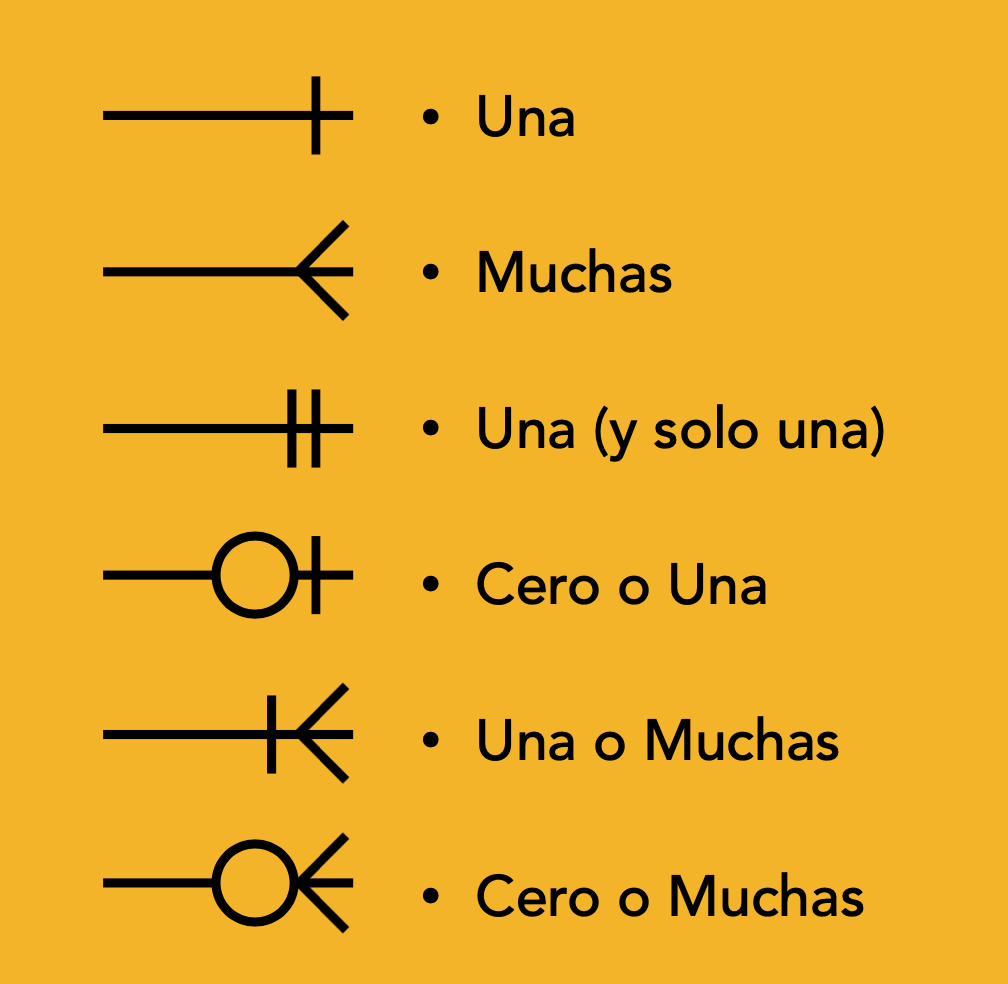 • Una
• Muchas
• Una (y solo una)
• Cero o Una
• Una o Muchas
• Cero o Muchas